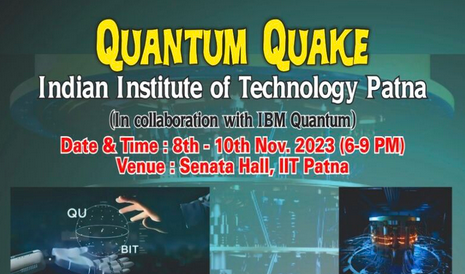 QUANTUM QUAKE
Indian Institute of Technology Patna
(In collaboration with IBM Quantum)
Date & Time : 8th - 10th Nov. 2023 (6-9 PM)
Venue : Senata Hall, IIT Patna
QU
BIT